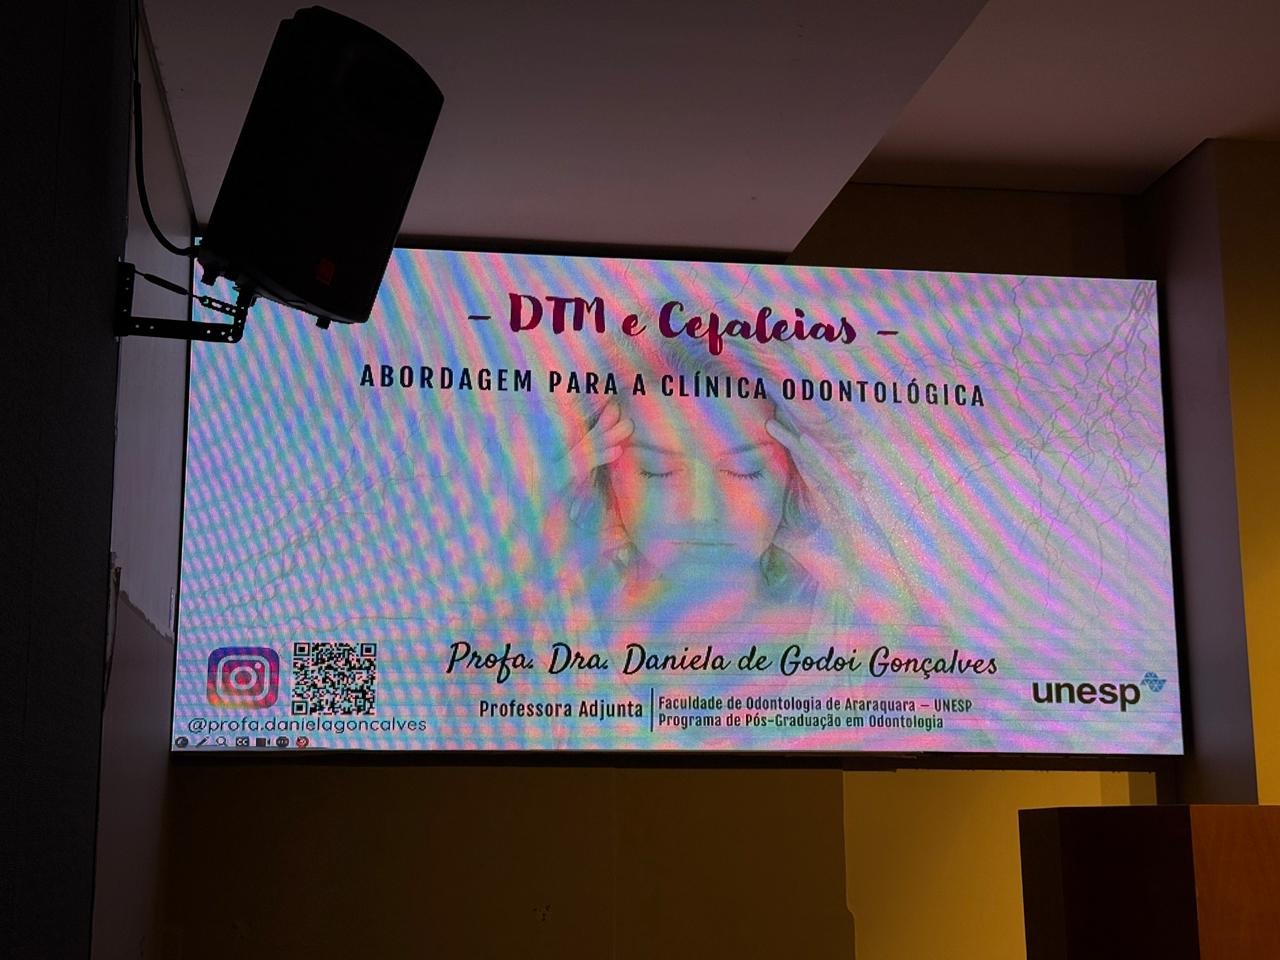 – DTM e Cefaleias –
ABORDAGEM PARA A CLÍNICA ODONTOLÓGICA
Profa. Dra. Daniela de Godoi Gonçalves
Professora Adjunta
Faculdade de Odontologia de Araraquara – UNESP
Programa de Pós-Graduação em Odontologia
@profa.danielagoncalves
unesp